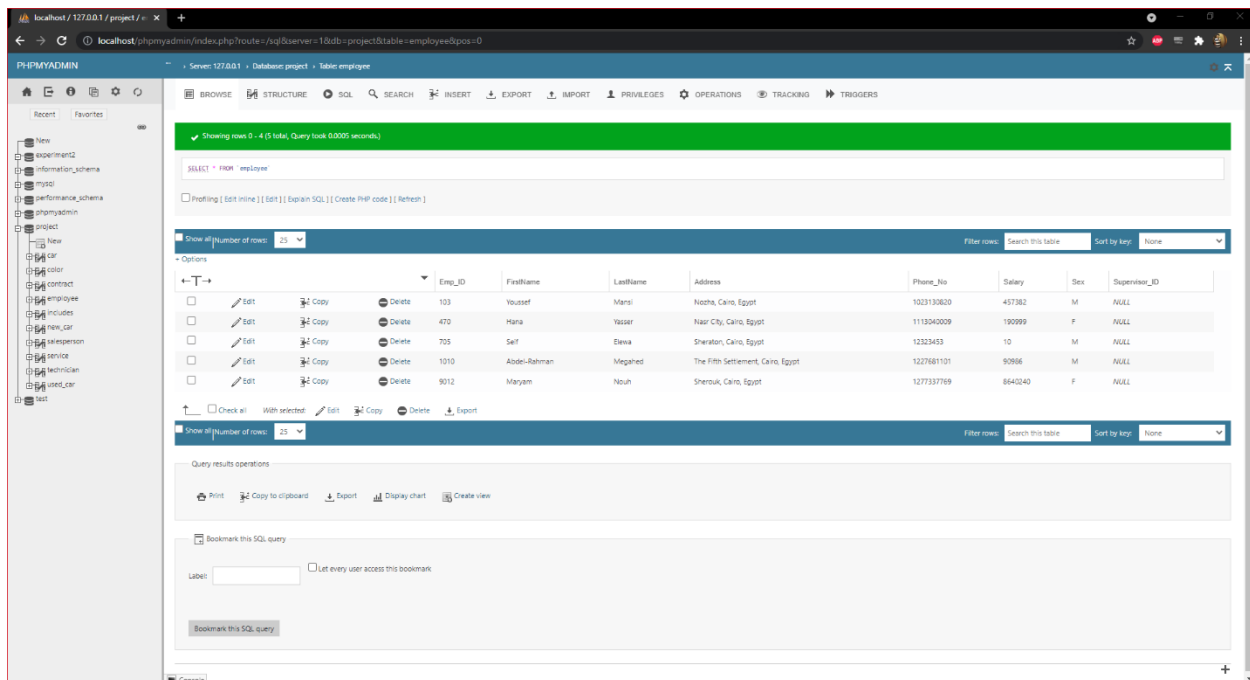 localhost / 127.0.0.1 / project / e
localhost/phpmyadmin/index.php?route=/sql&server=1&db=project&table=employee&pos=0
PHPMYADMIN
Server: 127.0.0.1 › Database: project › Table: employee
BROWSE STRUCTURE SQL SEARCH INSERT EXPORT IMPORT PRIVILEGES OPERATIONS TRACKING TRIGGERS
Recent Favorites
New
experiment2
information_schema
mysql
performance_schema
phpmyadmin
project
New
car
color
contract
employee
includes
new_car
salesperson
service
technician
used_car
test
Showing rows 0 - 4 (5 total, Query took 0.0005 seconds.)
SELECT * FROM `employee`
Profiling [ Edit inline ] [ Edit ] [ Explain SQL ] [ Create PHP code ] [ Refresh ]
Show all Number of rows: 25 Filter rows: Search this table Sort by key: None
+ Options
←T→ Emp_ID FirstName LastName Address Phone_No Salary Sex Supervisor_ID
Edit Copy Delete 103 Youssef Mansi Nozha, Cairo, Egypt 1023130820 457382 M NULL
Edit Copy Delete 470 Hana Yasser Nasr City, Cairo, Egypt 1113040009 190999 F NULL
Edit Copy Delete 705 Seif Elewa Sheraton, Cairo, Egypt 12323453 10 M NULL
Edit Copy Delete 1010 Abdel-Rahman Megahed The Fifth Settlement, Cairo, Egypt 1227681101 90986 M NULL
Edit Copy Delete 9012 Maryam Nouh Sherouk, Cairo, Egypt 1277337769 8640240 F NULL
Check all With selected: Edit Copy Delete Export
Show all Number of rows: 25 Filter rows: Search this table Sort by key: None
Query results operations
Print Copy to clipboard Export Display chart Create view
Bookmark this SQL query
Label: Let every user access this bookmark
Bookmark this SQL query
Console